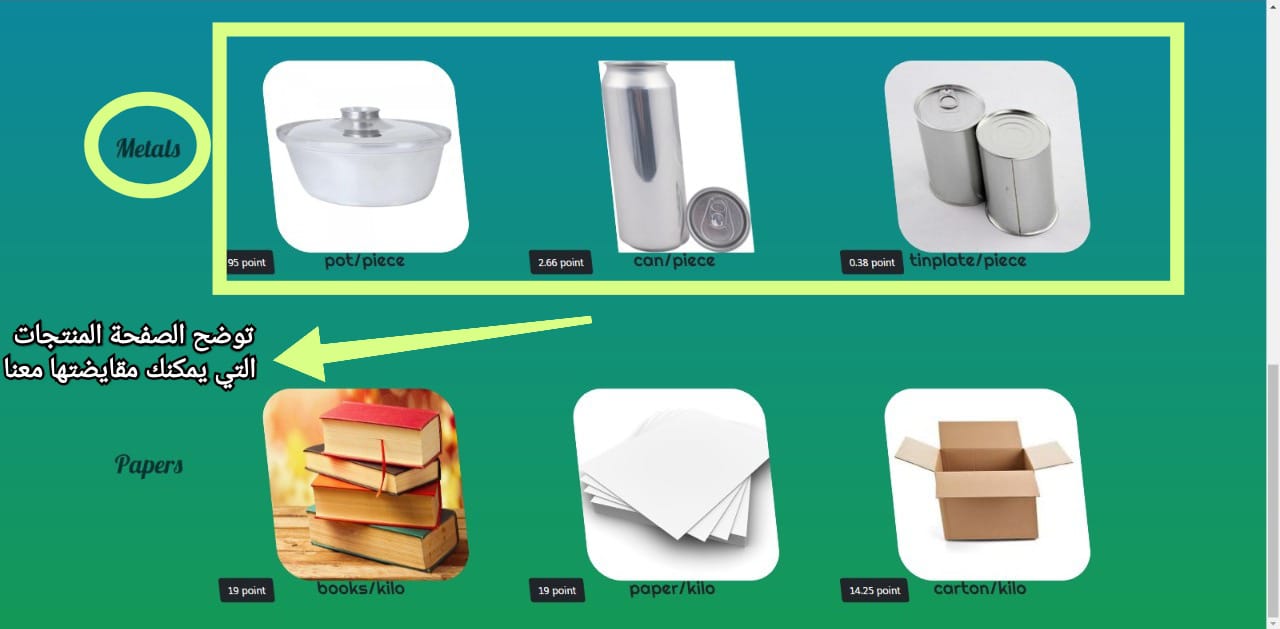 Metals
95 point
pot/piece
2.66 point
can/piece
0.38 point
tinplate/piece
توضح الصفحة المنتجات
التي يمكنك مقايضتها معنا
Papers
19 point
books/kilo
19 point
paper/kilo
14.25 point
carton/kilo